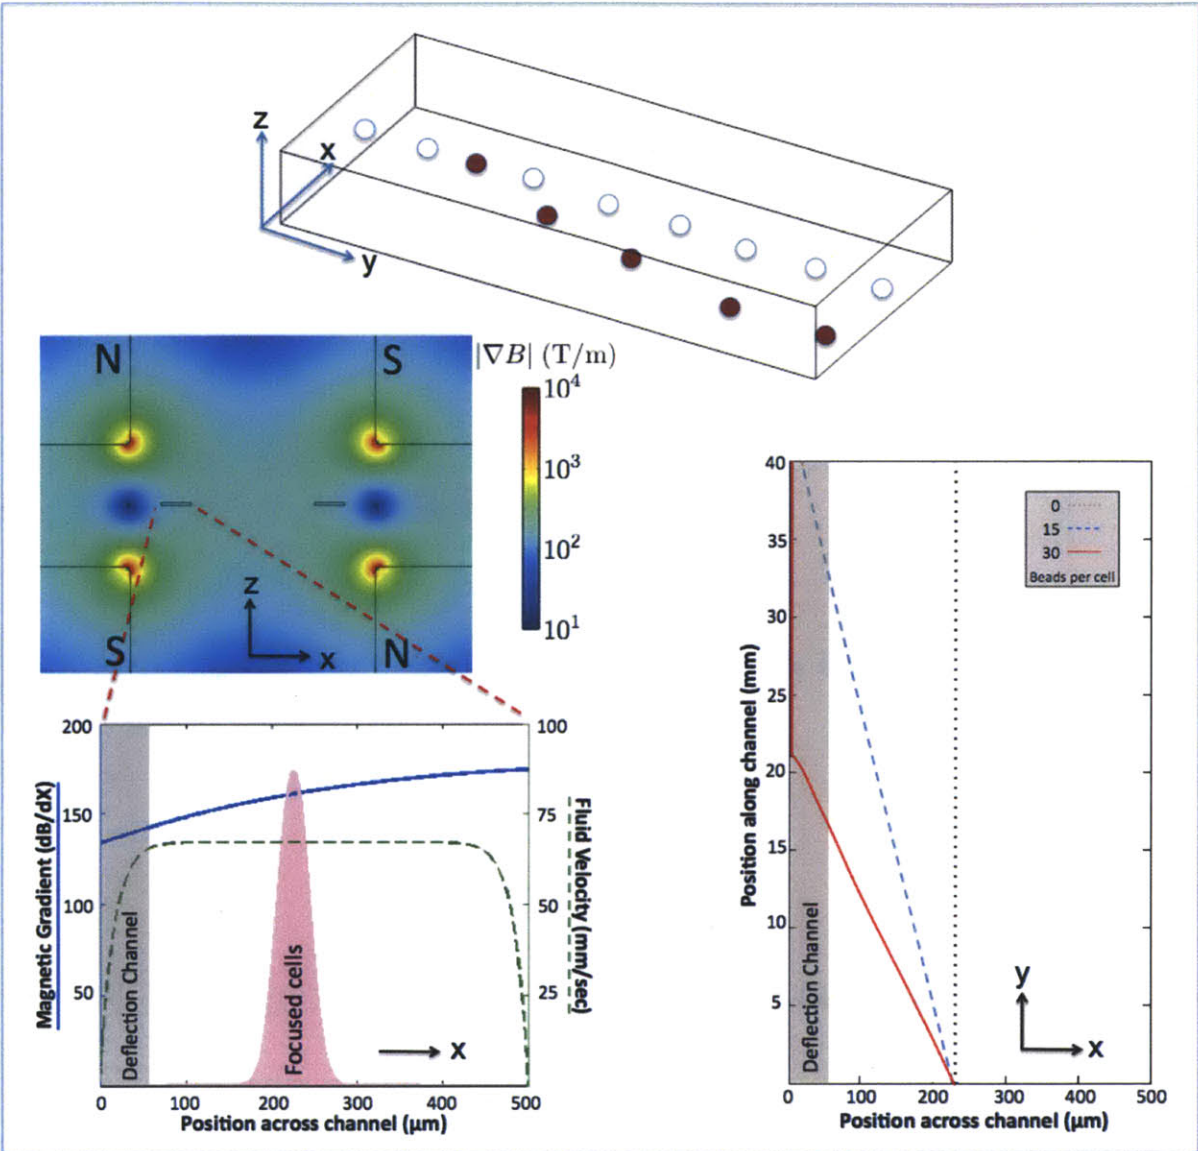 z
x
y
N
S
|∇B| (T/m)
10⁴
10³
10²
10¹
z
x
S
N
200
150
100
50
100
75
50
25
Magnetic Gradient (dB/dX)
Fluid Velocity (mm/sec)
Deflection Channel
Focused cells
x
0
100
200
300
400
500
Position across channel (µm)
40
35
30
25
20
15
10
5
Position along channel (mm)
0
15
30
Beads per cell
Deflection Channel
y
x
0
100
200
300
400
500
Position across channel (µm)